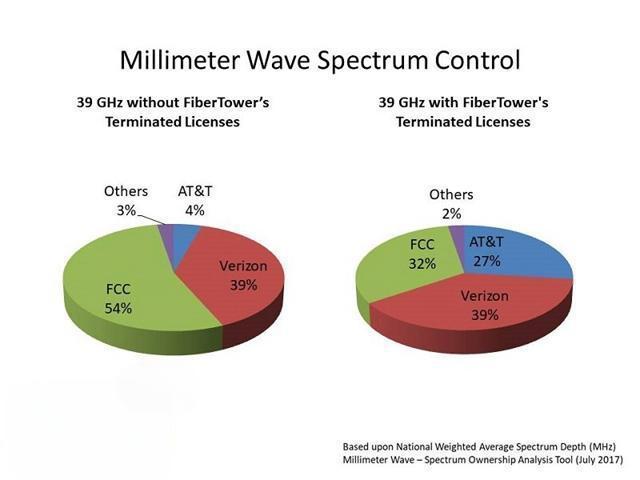 Millimeter Wave Spectrum Control
39 GHz without FiberTower’s
Terminated Licenses
Others
3%
AT&T
4%
Verizon
39%
FCC
54%
39 GHz with FiberTower's
Terminated Licenses
Others
2%
AT&T
27%
FCC
32%
Verizon
39%
Based upon National Weighted Average Spectrum Depth (MHz)
Millimeter Wave – Spectrum Ownership Analysis Tool (July 2017)